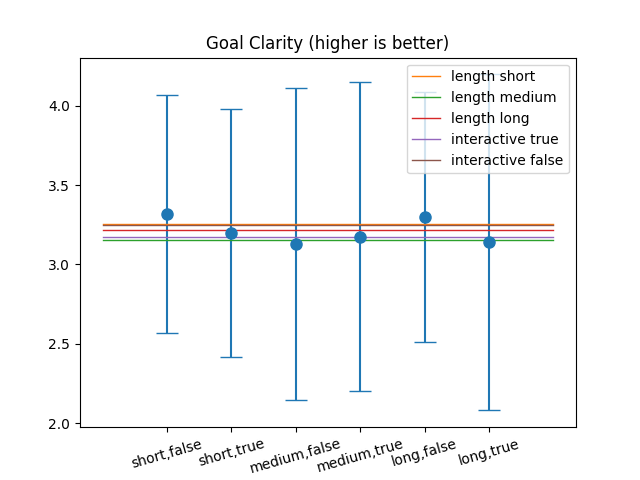 Goal Clarity (higher is better)
length short
length medium
length long
interactive true
interactive false
4.0
3.5
3.0
2.5
2.0
short,false
short,true
medium,false
medium,true
long,false
long,true